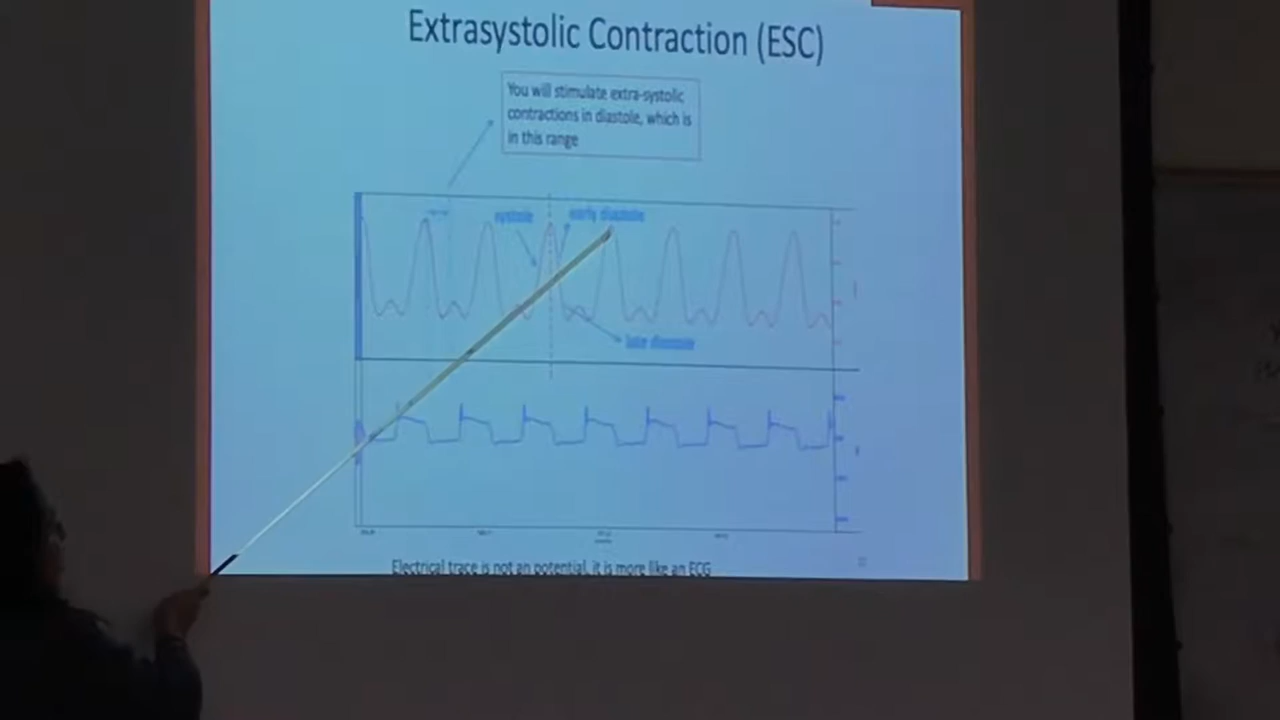 Extrasystolic Contraction (ESC)
You will stimulate extra-systolic
contractions in diastole, which is
in this range
systole
early diastole
late diastole
Electrical trace is not an potential, it is more like an ECG